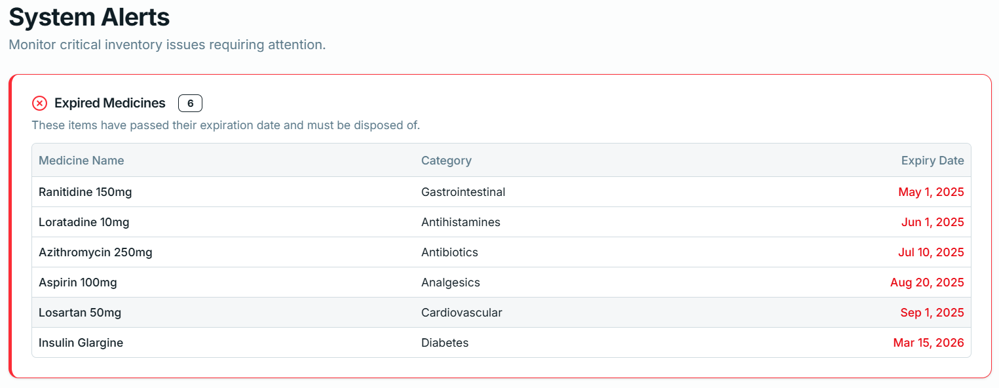 System Alerts
Monitor critical inventory issues requiring attention.
Expired Medicines 6
These items have passed their expiration date and must be disposed of.
Medicine Name Category Expiry Date
Ranitidine 150mg Gastrointestinal May 1, 2025
Loratadine 10mg Antihistamines Jun 1, 2025
Azithromycin 250mg Antibiotics Jul 10, 2025
Aspirin 100mg Analgesics Aug 20, 2025
Losartan 50mg Cardiovascular Sep 1, 2025
Insulin Glargine Diabetes Mar 15, 2026